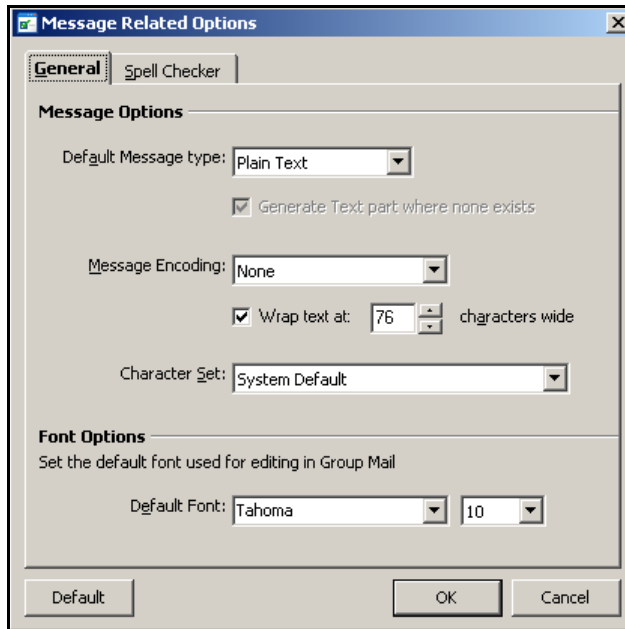 Message Related Options
General Spell Checker
Message Options
Default Message type: Plain Text
Generate Text part where none exists
Message Encoding: None
Wrap text at: 76 characters wide
Character Set: System Default
Font Options
Set the default font used for editing in Group Mail
Default Font: Tahoma 10
Default OK Cancel